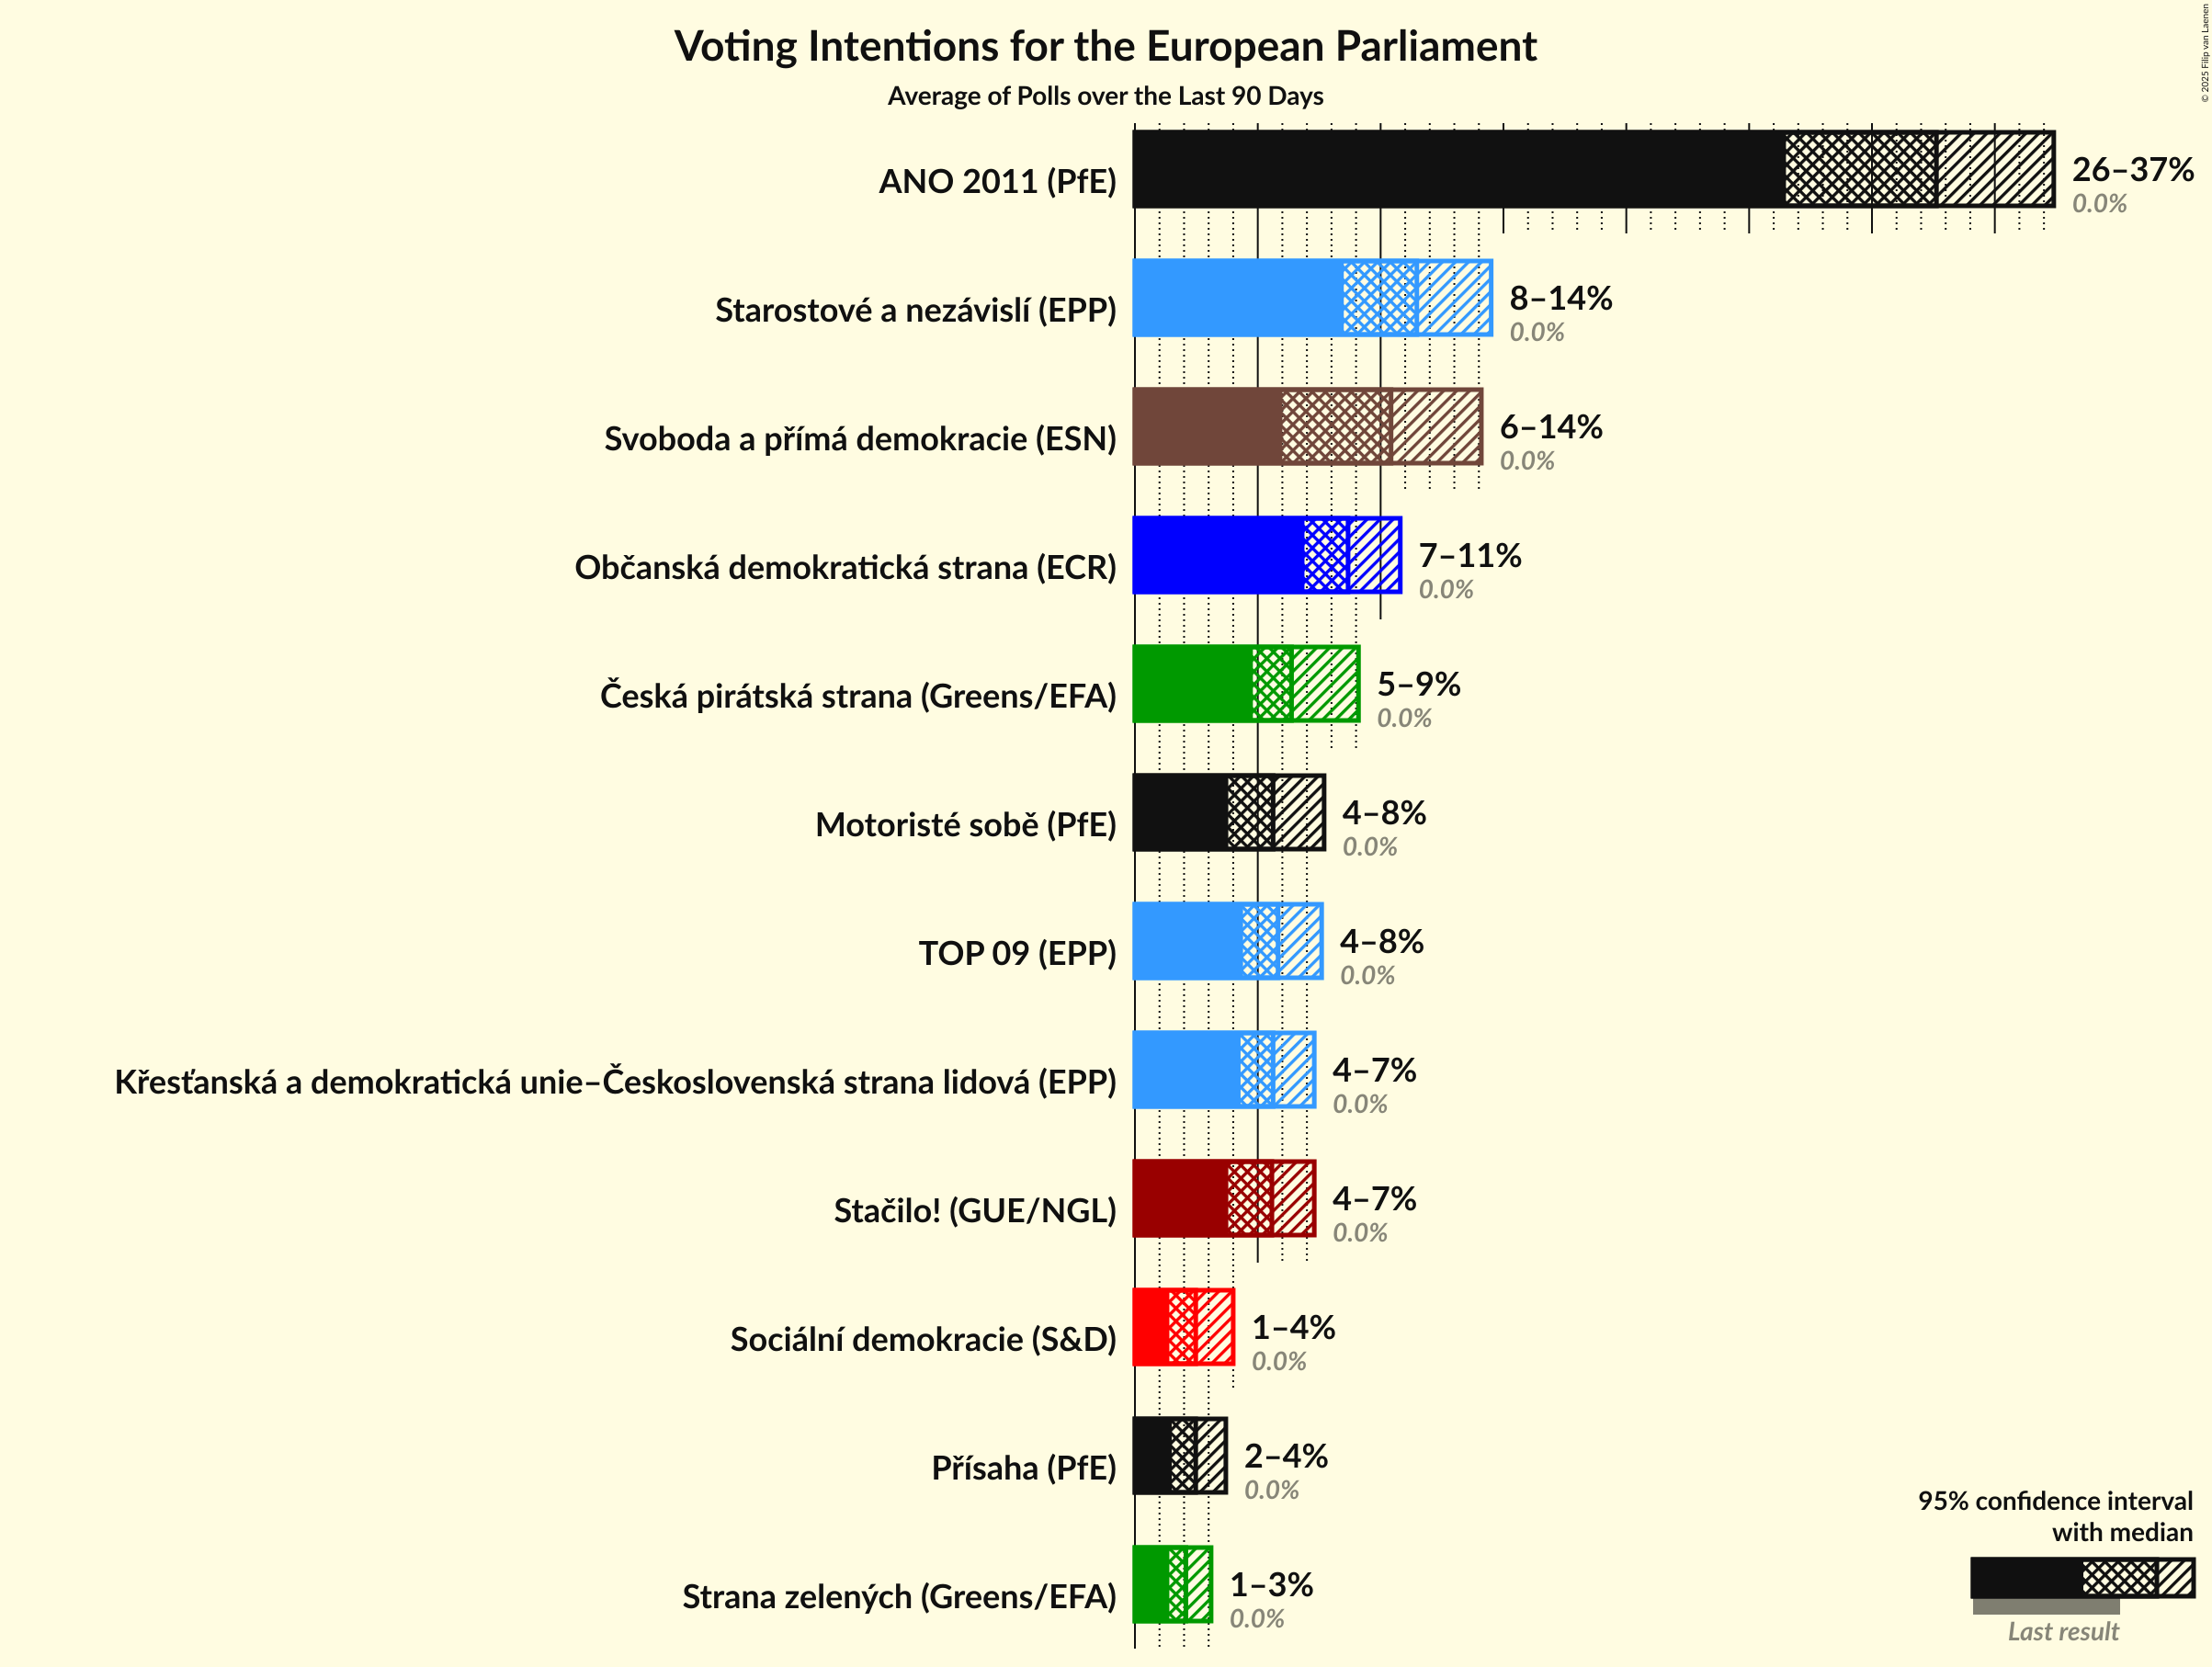 Voting Intentions for the European Parliament
Average of Polls over the Last 90 Days
© 2025 Filip van Laenen
ANO 2011 (PfE)
26–37%
0.0%
Starostové a nezávislí (EPP)
8–14%
0.0%
Svoboda a přímá demokracie (ESN)
6–14%
0.0%
Občanská demokratická strana (ECR)
7–11%
0.0%
Česká pirátská strana (Greens/EFA)
5–9%
0.0%
Motoristé sobě (PfE)
4–8%
0.0%
TOP 09 (EPP)
4–8%
0.0%
Křesťanská a demokratická unie–Československá strana lidová (EPP)
4–7%
0.0%
Stačilo! (GUE/NGL)
4–7%
0.0%
Sociální demokracie (S&D)
1–4%
0.0%
Přísaha (PfE)
2–4%
0.0%
Strana zelených (Greens/EFA)
1–3%
0.0%
95% confidence interval
with median
Last result